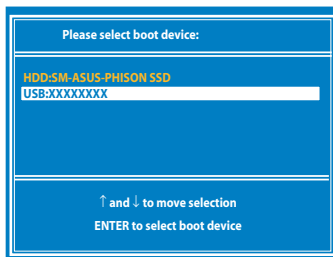 Please select boot device:
HDD:SM-ASUS-PHISON SSD
USB:XXXXXXXX
↑ and ↓ to move selection
ENTER to select boot device